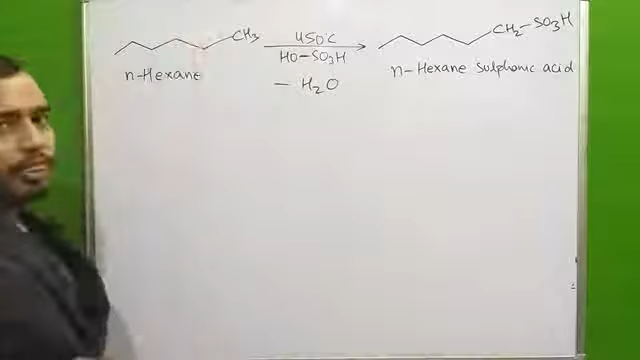 CH3 450°C CH2-SO3H
HO-SO3H
n-Hexane n-Hexane sulphonic acid
- H2O